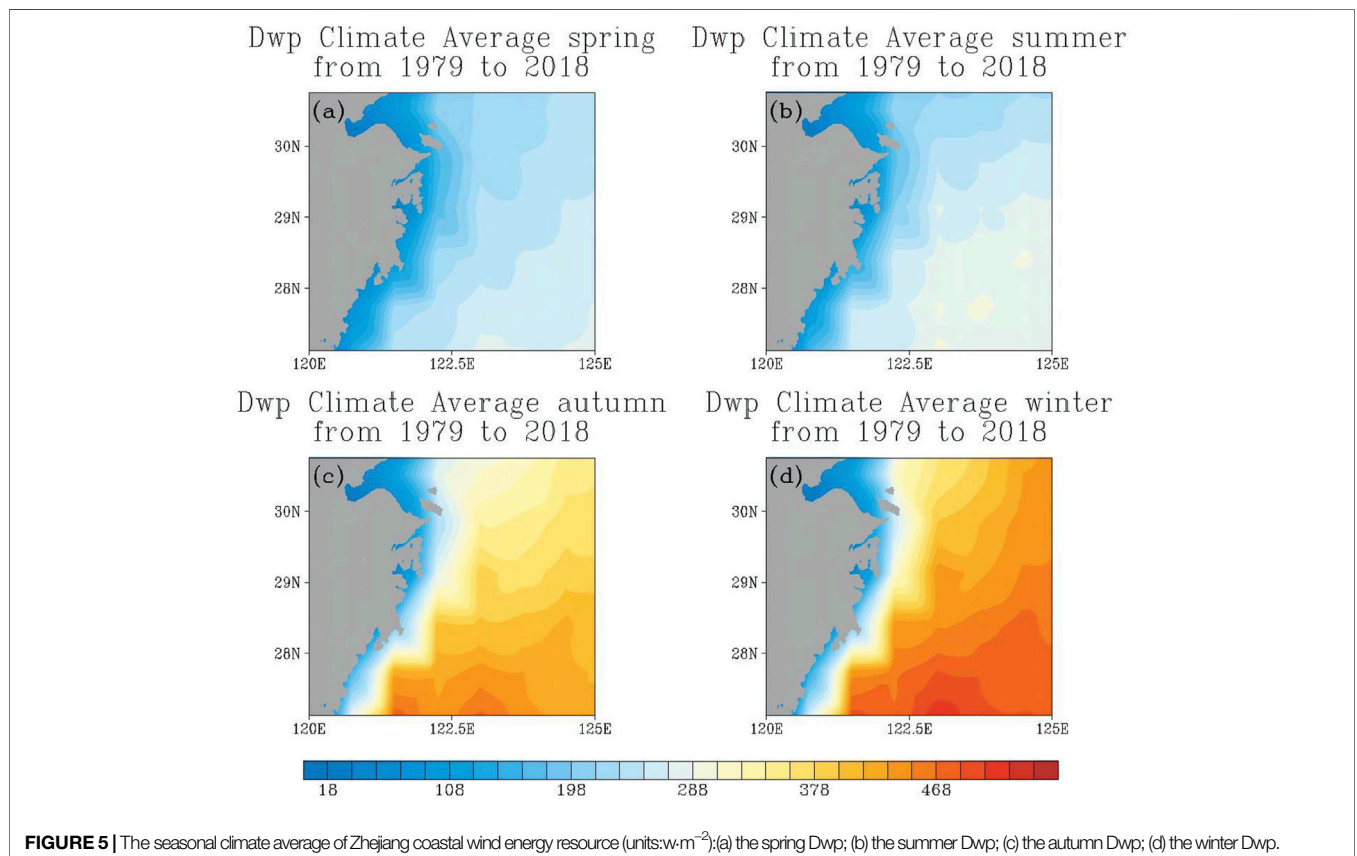 Dwp Climate Average spring
from 1979 to 2018
Dwp Climate Average summer
from 1979 to 2018
(a)
30N
29N
28N
120E 122.5E 125E
(b)
30N
29N
28N
120E 122.5E 125E
Dwp Climate Average autumn
from 1979 to 2018
Dwp Climate Average winter
from 1979 to 2018
(c)
30N
29N
28N
120E 122.5E 125E
(d)
30N
29N
28N
120E 122.5E 125E
18 108 198 288 378 468
FIGURE 5 | The seasonal climate average of Zhejiang coastal wind energy resource (units:w·m⁻²):(a) the spring Dwp; (b) the summer Dwp; (c) the autumn Dwp; (d) the winter Dwp.